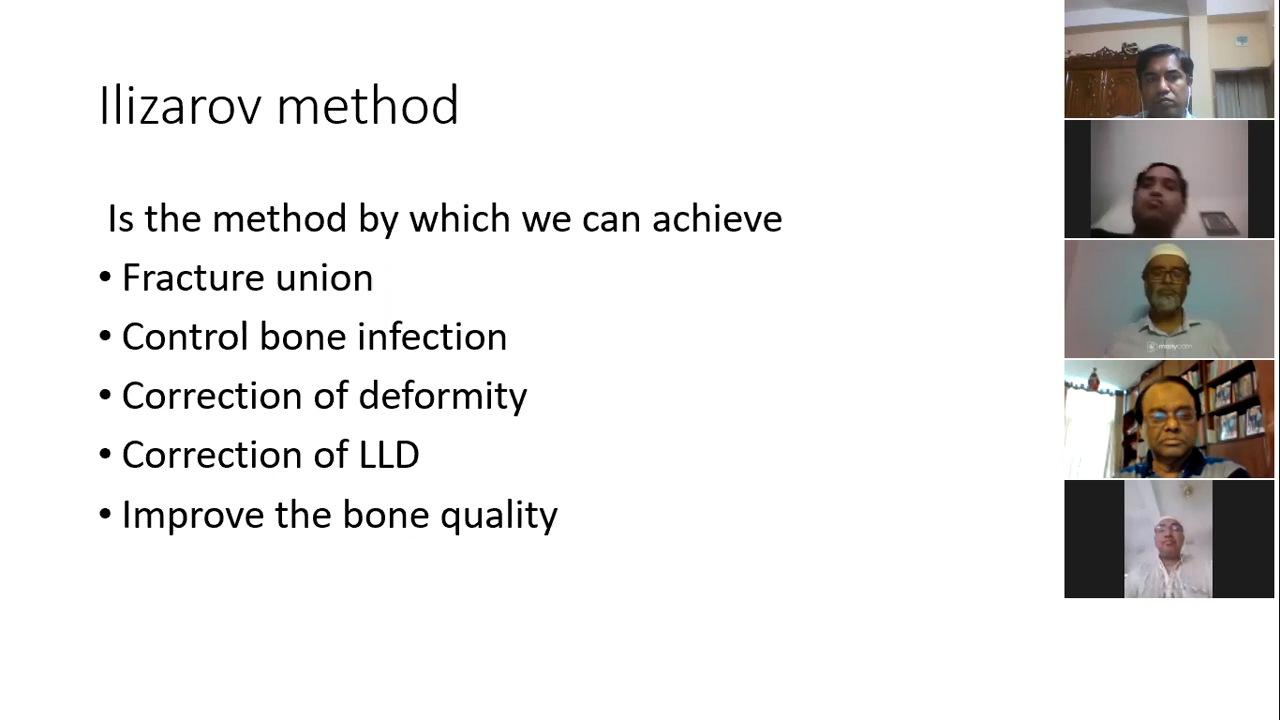 Ilizarov method
Is the method by which we can achieve
• Fracture union
• Control bone infection
• Correction of deformity
• Correction of LLD
• Improve the bone quality